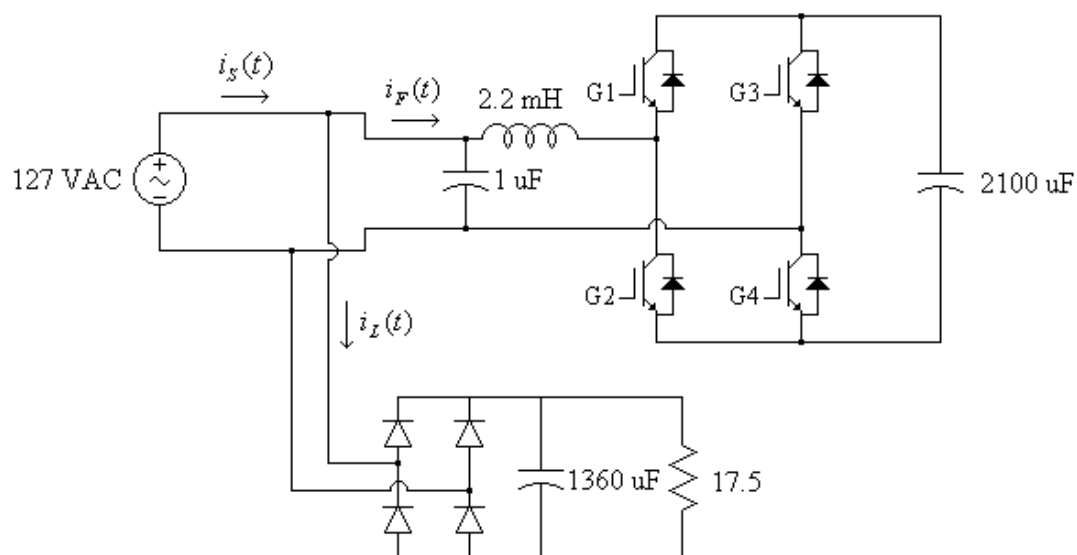 i_S(t)
i_F(t)
2.2 mH
G1
G3
127 VAC
+
~
−
1 uF
2100 uF
G2
G4
i_L(t)
1360 uF
17.5